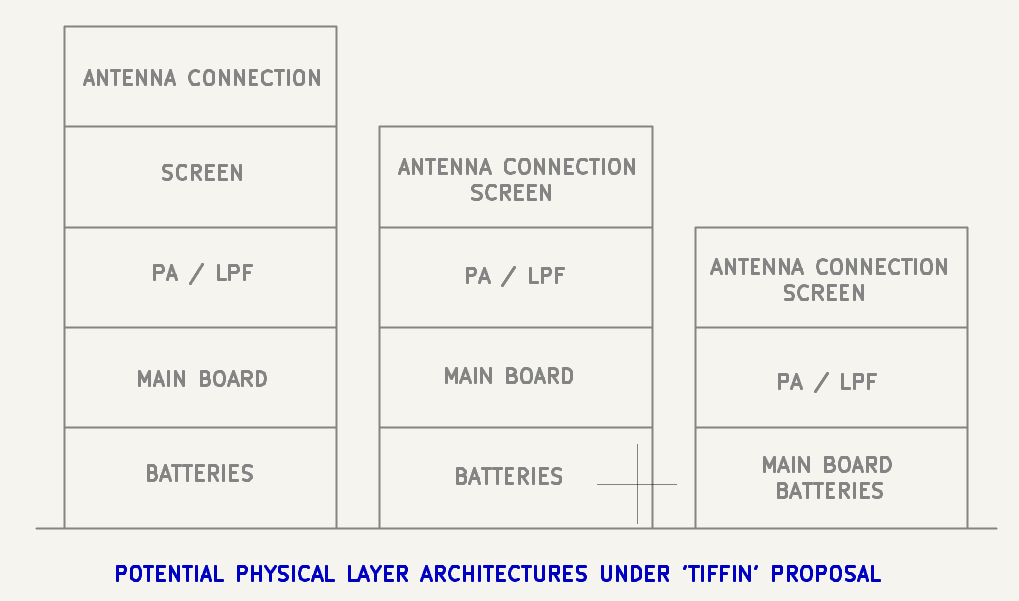 ANTENNA CONNECTION
SCREEN
PA / LPF
MAIN BOARD
BATTERIES
ANTENNA CONNECTION
SCREEN
PA / LPF
MAIN BOARD
BATTERIES
ANTENNA CONNECTION
SCREEN
PA / LPF
MAIN BOARD
BATTERIES
POTENTIAL PHYSICAL LAYER ARCHITECTURES UNDER 'TIFFIN' PROPOSAL